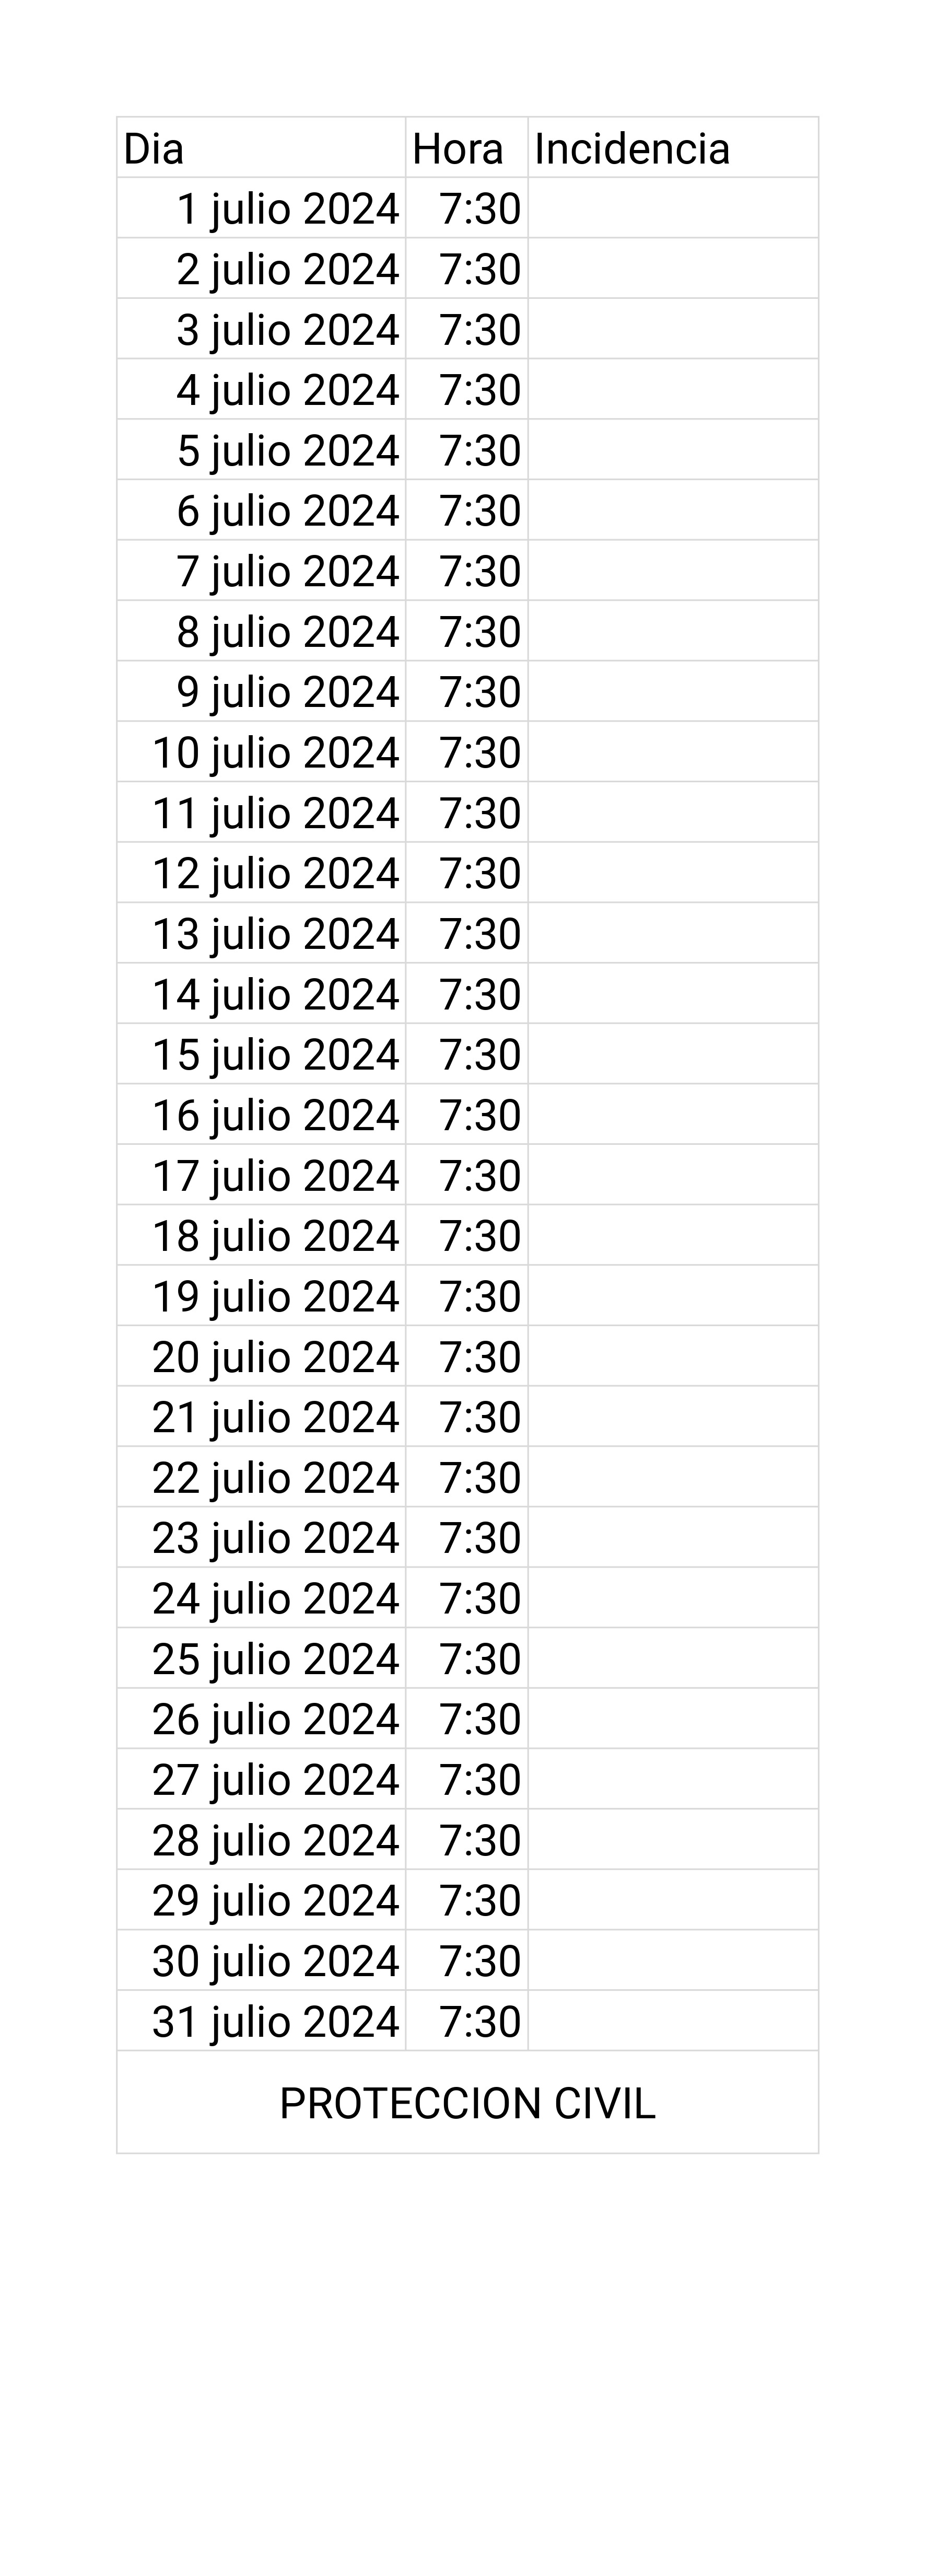 Dia Hora Incidencia
1 julio 2024 7:30
2 julio 2024 7:30
3 julio 2024 7:30
4 julio 2024 7:30
5 julio 2024 7:30
6 julio 2024 7:30
7 julio 2024 7:30
8 julio 2024 7:30
9 julio 2024 7:30
10 julio 2024 7:30
11 julio 2024 7:30
12 julio 2024 7:30
13 julio 2024 7:30
14 julio 2024 7:30
15 julio 2024 7:30
16 julio 2024 7:30
17 julio 2024 7:30
18 julio 2024 7:30
19 julio 2024 7:30
20 julio 2024 7:30
21 julio 2024 7:30
22 julio 2024 7:30
23 julio 2024 7:30
24 julio 2024 7:30
25 julio 2024 7:30
26 julio 2024 7:30
27 julio 2024 7:30
28 julio 2024 7:30
29 julio 2024 7:30
30 julio 2024 7:30
31 julio 2024 7:30
PROTECCION CIVIL